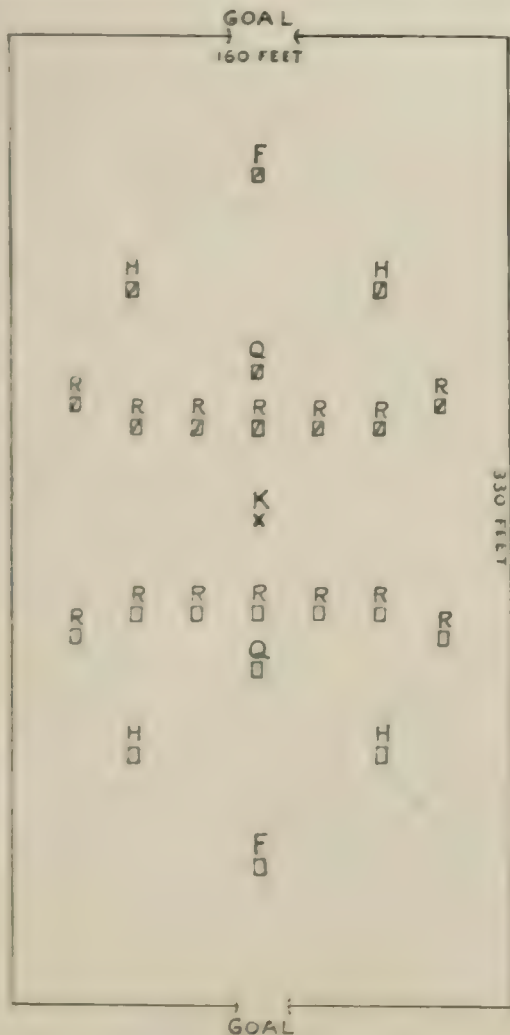 GOAL
160 FEET
F
H H
Q
R R
R R R R R
K
330 FEET
R R R R R
R R
Q
H H
F
GOAL